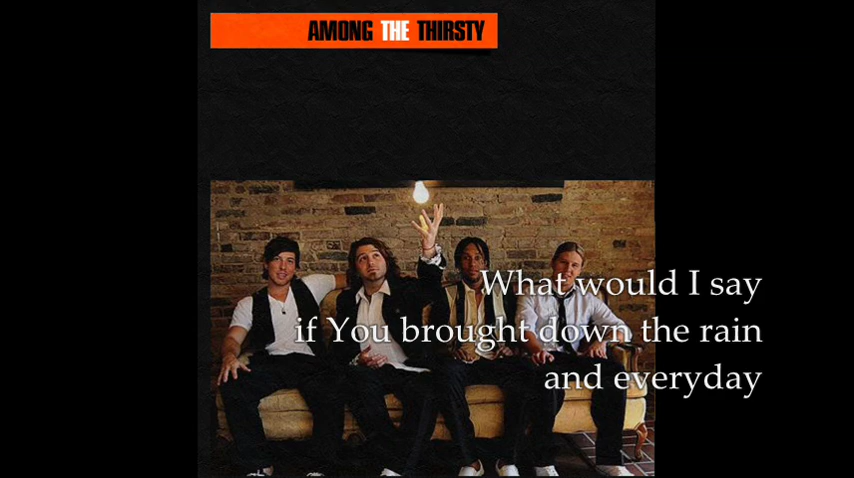 AMONG THE THIRSTY
What would I say
if You brought down the rain
and everyday